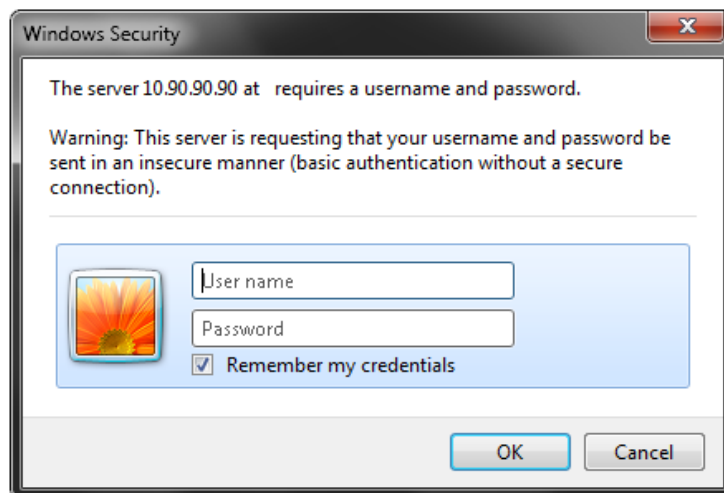 Windows Security
The server 10.90.90.90 at   requires a username and password.
Warning: This server is requesting that your username and password be
sent in an insecure manner (basic authentication without a secure
connection).
User name
Password
Remember my credentials
OK
Cancel